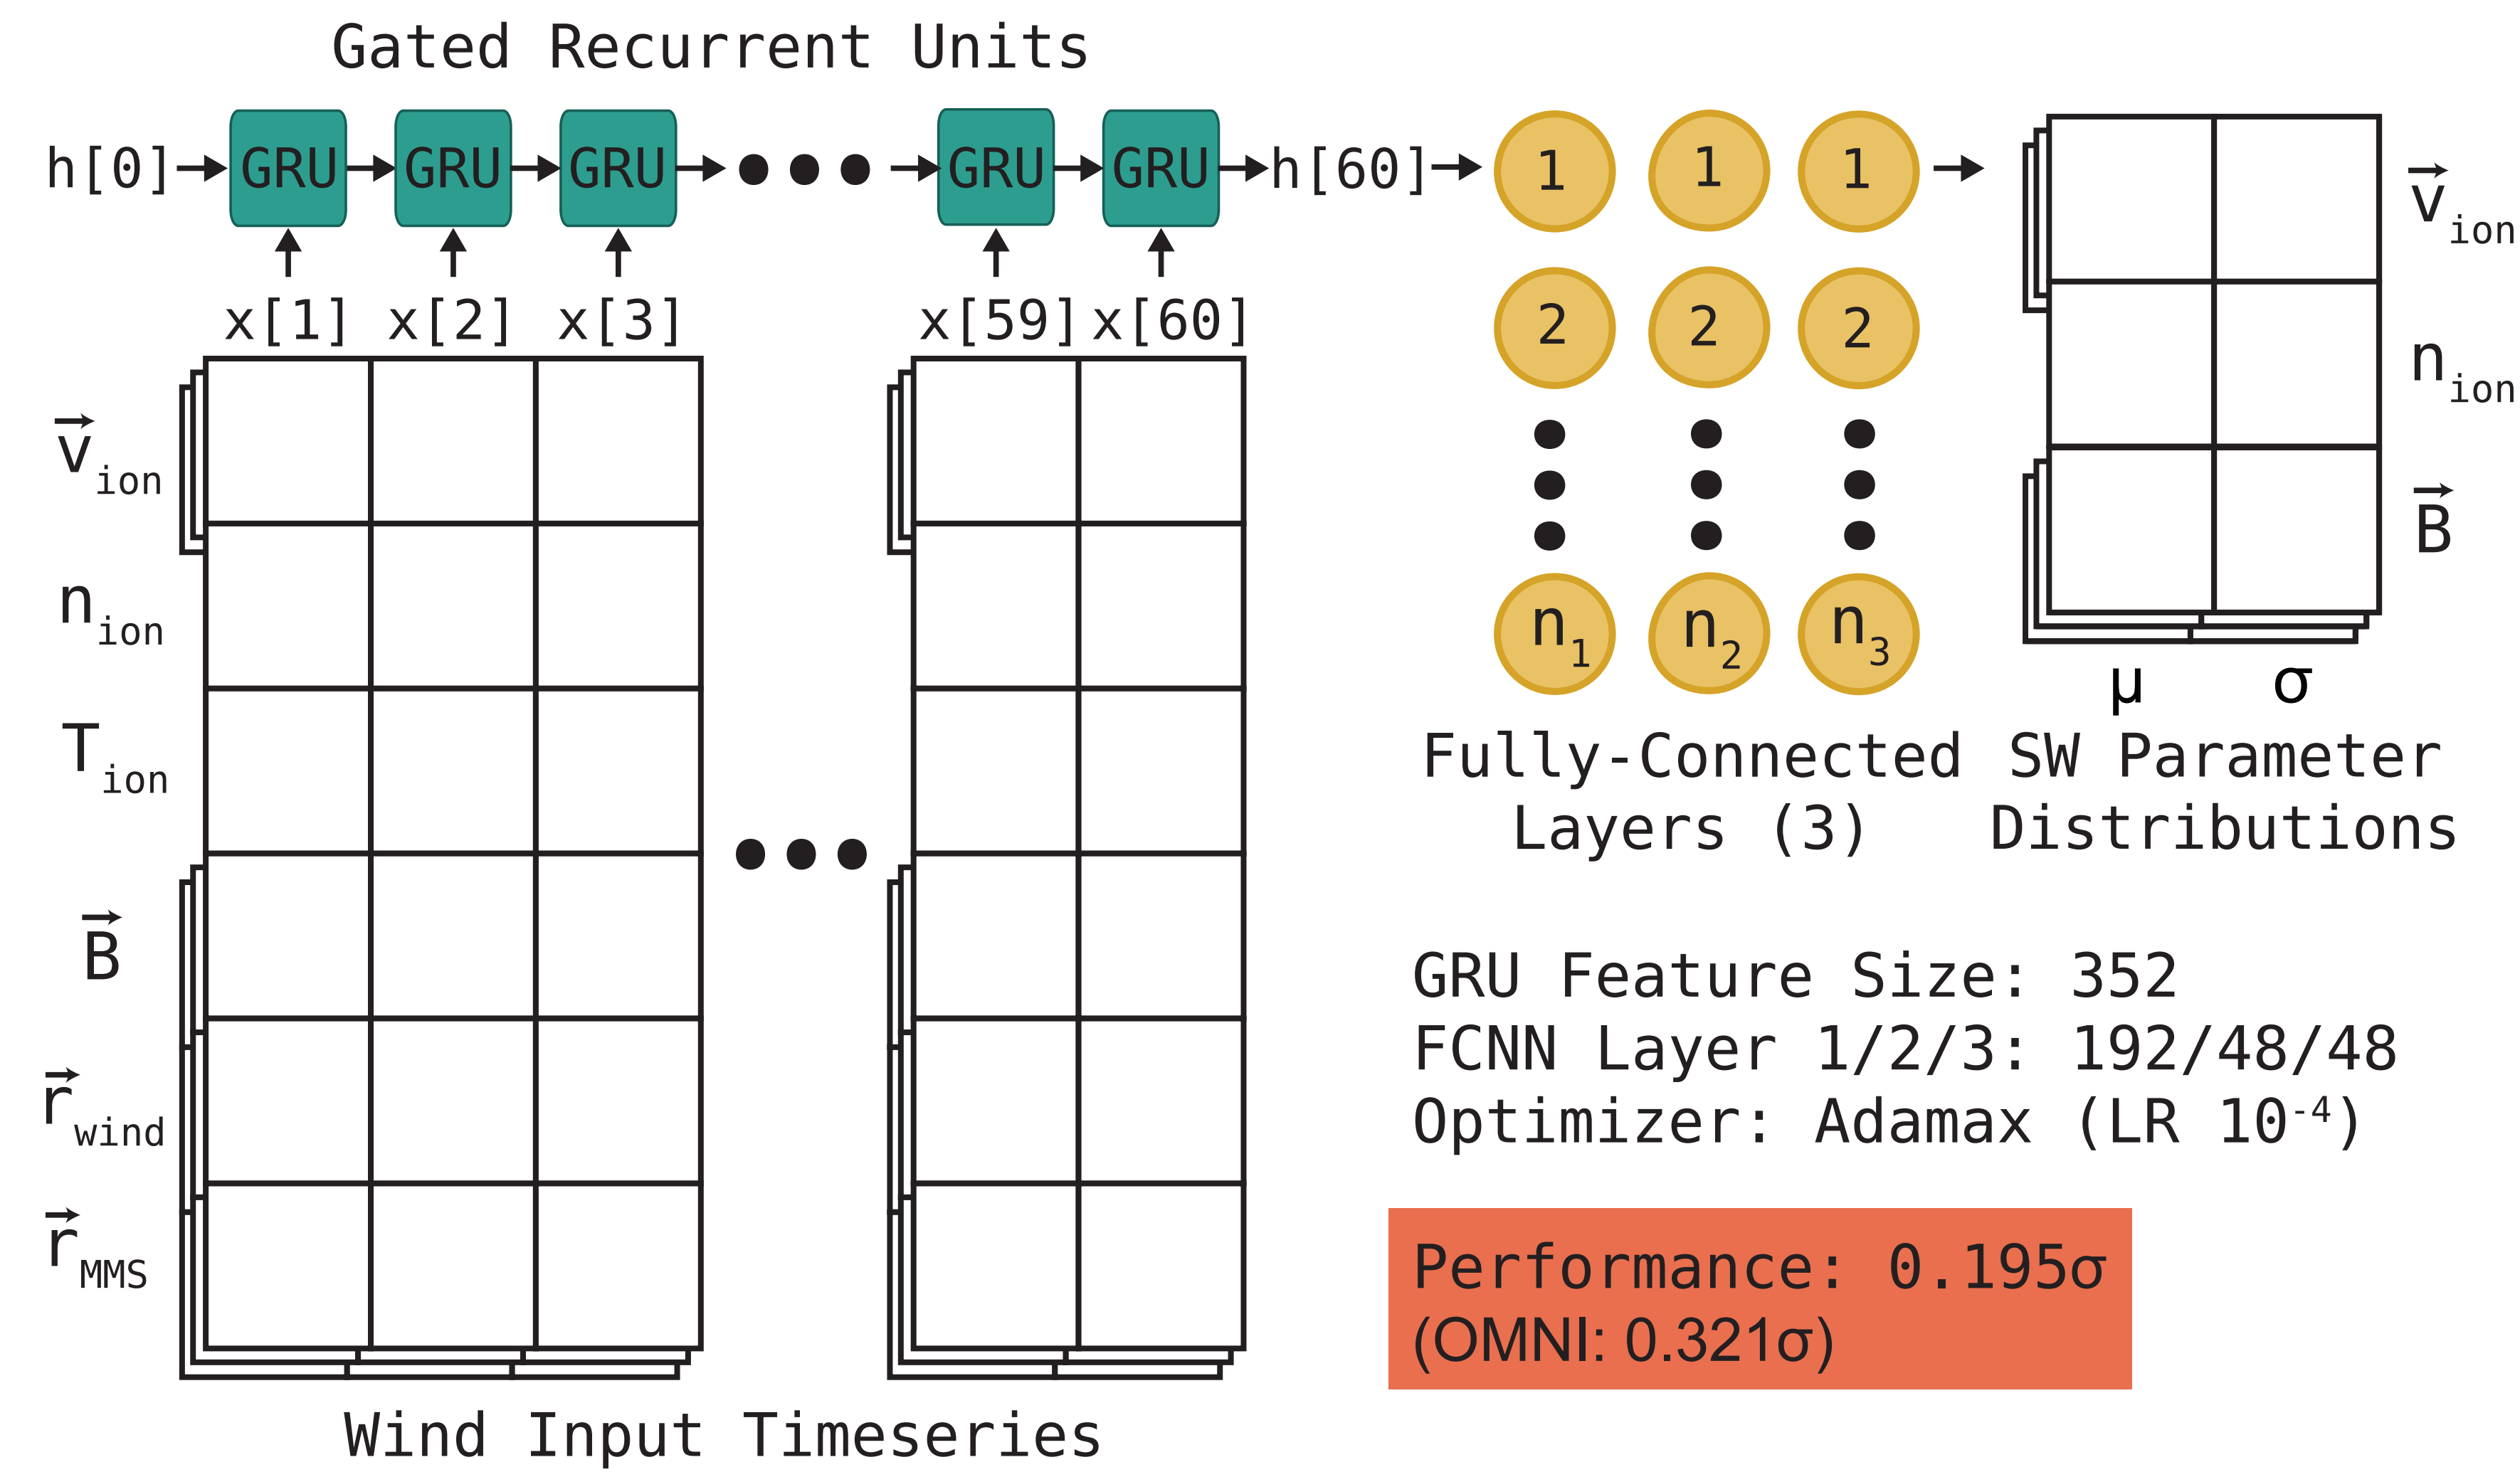 Gated Recurrent Units
h[0] GRU GRU GRU GRU GRU h[60]
x[1] x[2] x[3] x[59] x[60]
v⃗ion
nion
Tion
B⃗
r⃗wind
r⃗MMS
Wind Input Timeseries
1 1 1
2 2 2
n1 n2 n3
Fully-Connected
Layers (3)
v⃗ion
nion
B⃗
μ σ
SW Parameter
Distributions
GRU Feature Size: 352
FCNN Layer 1/2/3: 192/48/48
Optimizer: Adamax (LR 10⁻⁴)
Performance: 0.195σ
(OMNI: 0.321σ)